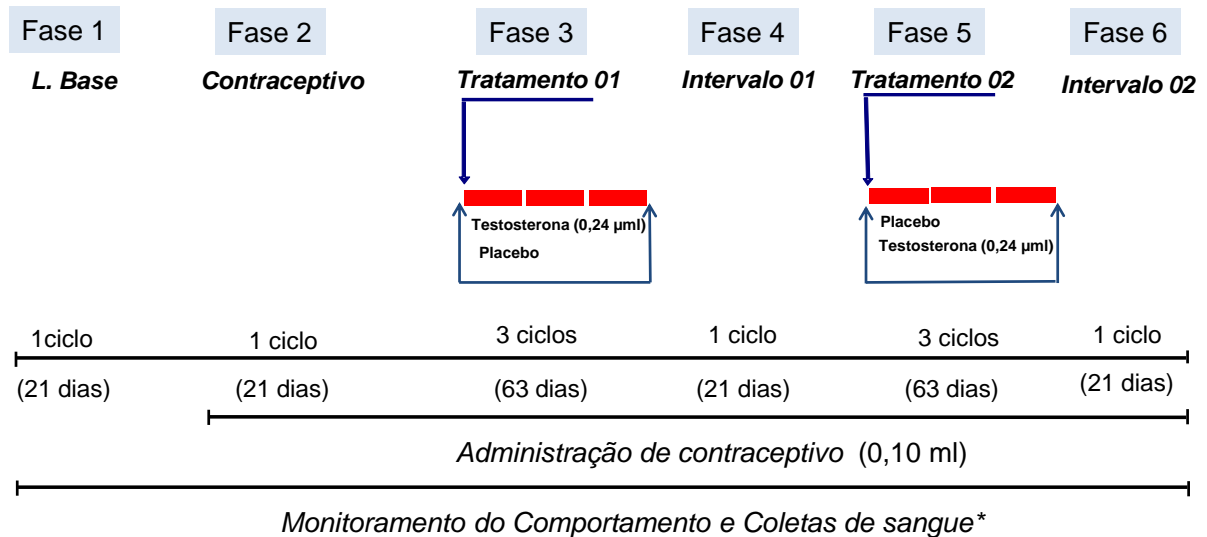 Fase 1 Fase 2 Fase 3 Fase 4 Fase 5 Fase 6
L. Base Contraceptivo Tratamento 01 Intervalo 01 Tratamento 02 Intervalo 02
Testosterona (0,24 µml)
Placebo
Placebo
Testosterona (0,24 µml)
1ciclo 1 ciclo 3 ciclos 1 ciclo 3 ciclos 1 ciclo
(21 dias) (21 dias) (63 dias) (21 dias) (63 dias) (21 dias)
Administração de contraceptivo (0,10 ml)
Monitoramento do Comportamento e Coletas de sangue*